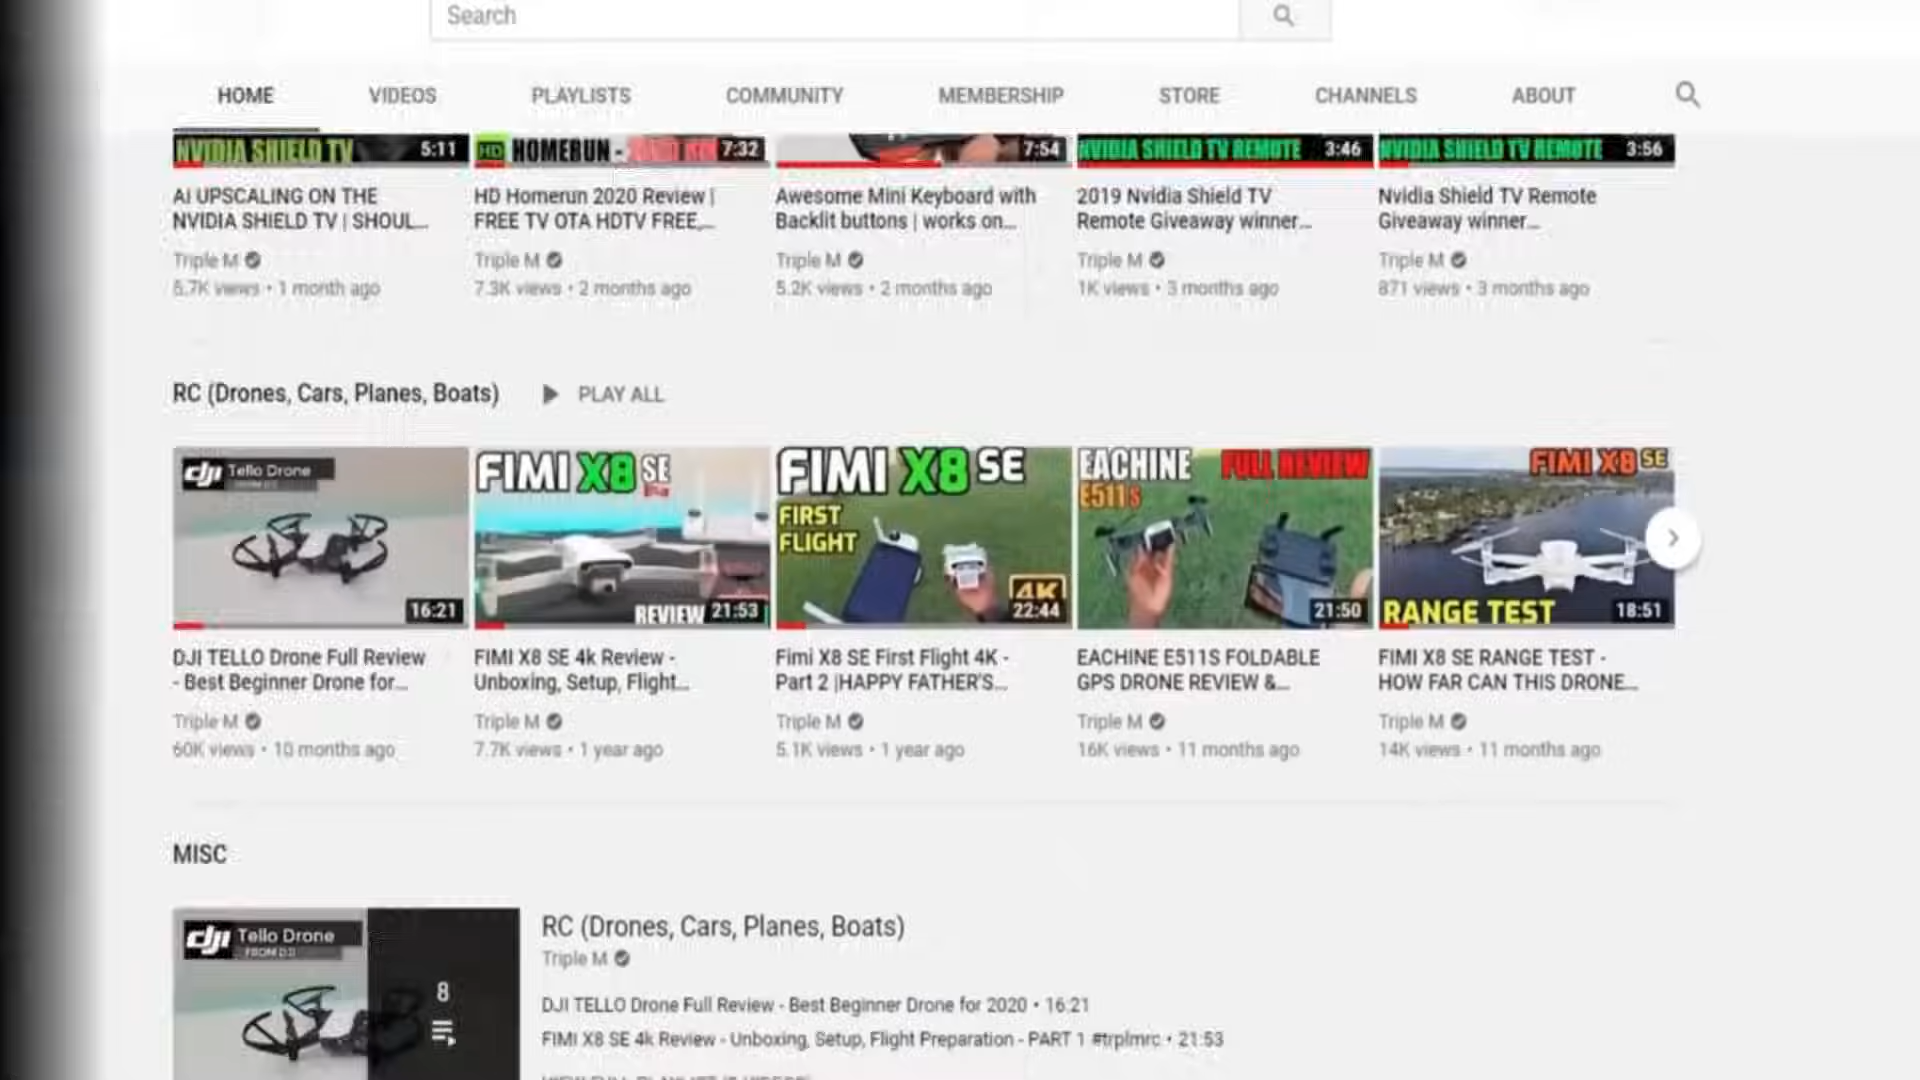 Search
HOME VIDEOS PLAYLISTS COMMUNITY MEMBERSHIP STORE CHANNELS ABOUT
NVIDIA SHIELD TV 5:11 HD HOMERUN - 7:32 7:54 NVIDIA SHIELD TV REMOTE 3:46 NVIDIA SHIELD TV REMOTE 3:56
AI UPSCALING ON THE
NVIDIA SHIELD TV | SHOUL...
Triple M
5.7K views • 1 month ago
HD Homerun 2020 Review |
FREE TV OTA HDTV FREE,...
Triple M
7.3K views • 2 months ago
Awesome Mini Keyboard with
Backlit buttons | works on...
Triple M
5.2K views • 2 months ago
2019 Nvidia Shield TV
Remote Giveaway winner...
Triple M
1K views • 3 months ago
Nvidia Shield TV Remote
Giveaway winner...
Triple M
871 views • 3 months ago
RC (Drones, Cars, Planes, Boats) PLAY ALL
dji Tello Drone
FROM DJI
16:21
DJI TELLO Drone Full Review
- Best Beginner Drone for...
Triple M
60K views • 10 months ago
FIMI X8 SE
REVIEW 21:53
FIMI X8 SE 4k Review -
Unboxing, Setup, Flight...
Triple M
7.7K views • 1 year ago
FIMI X8 SE
FIRST
FLIGHT
4K
22:44
Fimi X8 SE First Flight 4K -
Part 2 |HAPPY FATHER'S...
Triple M
5.1K views • 1 year ago
EACHINE FULL REVIEW
E511S
21:50
EACHINE E511S FOLDABLE
GPS DRONE REVIEW &...
Triple M
16K views • 11 months ago
FIMI X8 SE
RANGE TEST 18:51
FIMI X8 SE RANGE TEST -
HOW FAR CAN THIS DRONE...
Triple M
14K views • 11 months ago
MISC
dji Tello Drone
FROM DJI
8
RC (Drones, Cars, Planes, Boats)
Triple M
DJI TELLO Drone Full Review - Best Beginner Drone for 2020 • 16:21
FIMI X8 SE 4k Review - Unboxing, Setup, Flight Preparation - PART 1 #trplmrc • 21:53